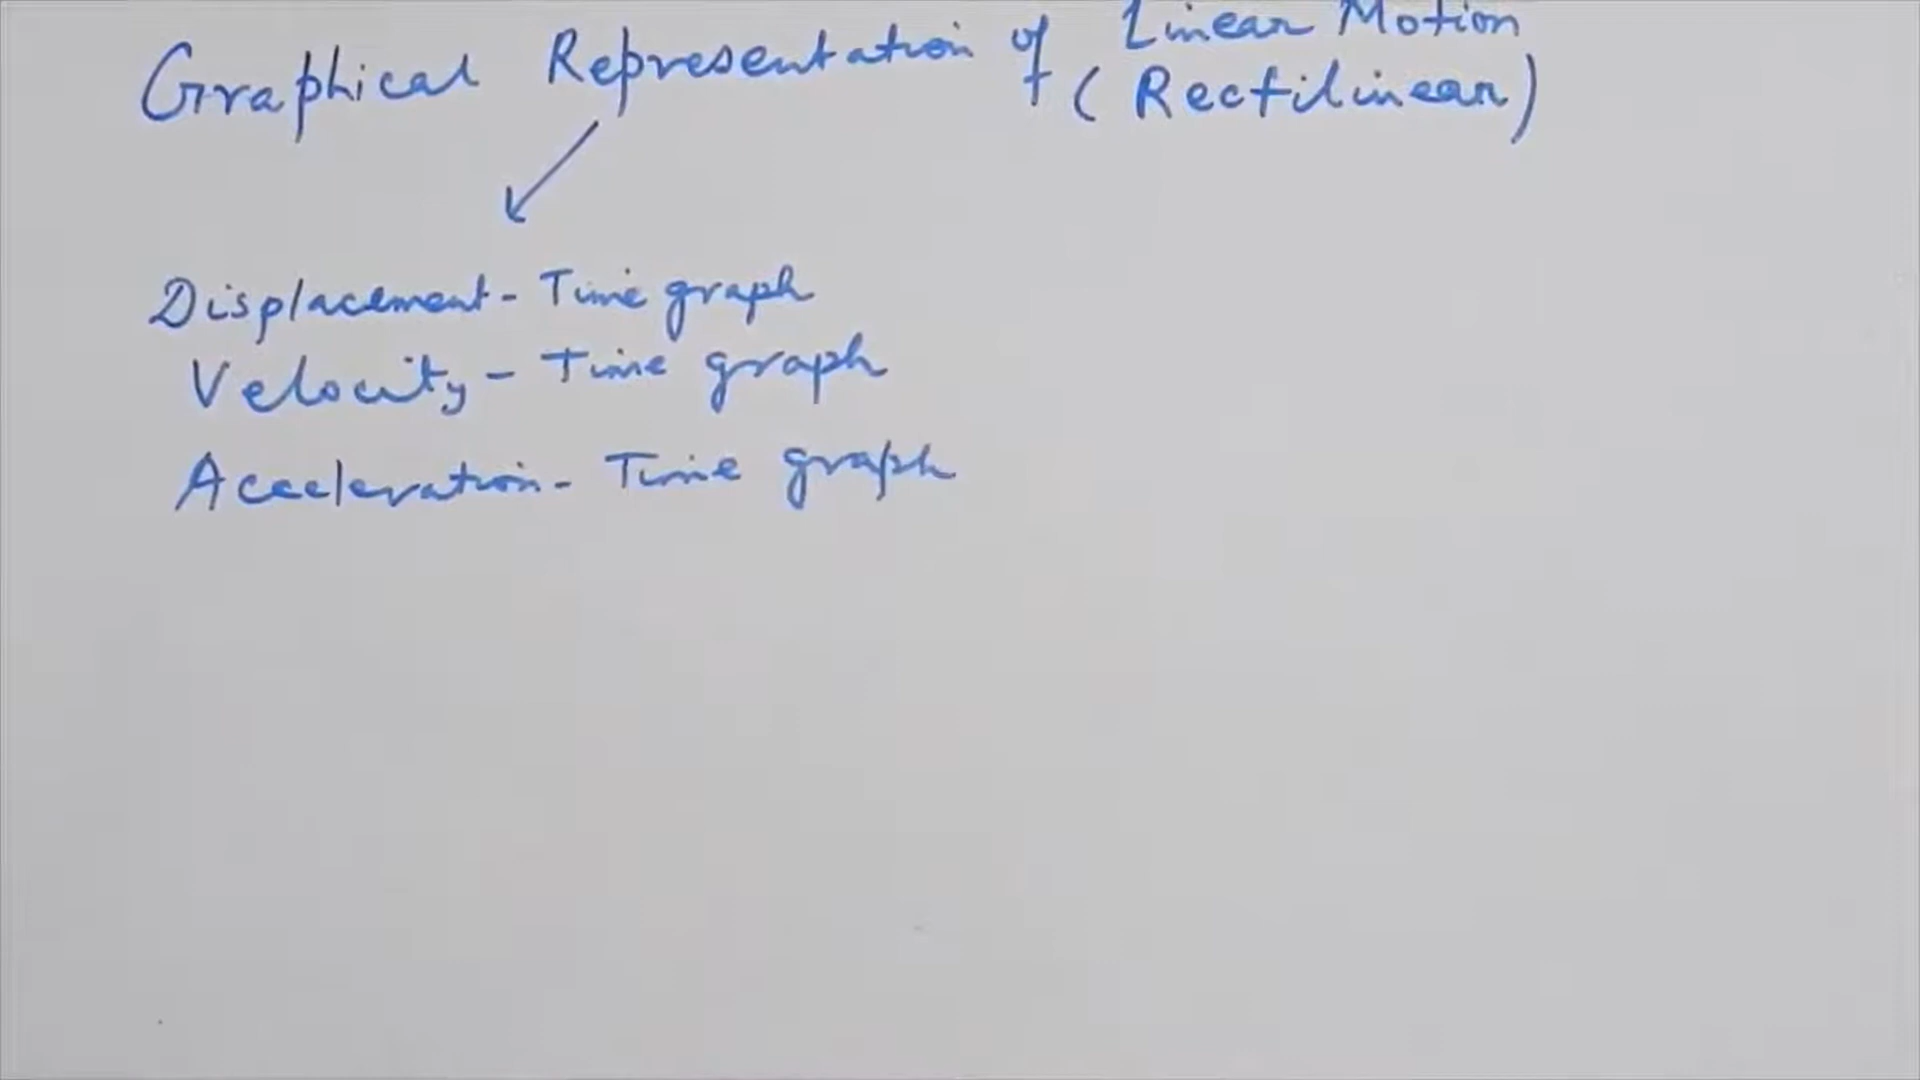 Graphical Representation of Linear Motion
(Rectilinear)
Displacement - Time graph
Velocity - Time graph
Acceleration - Time graph